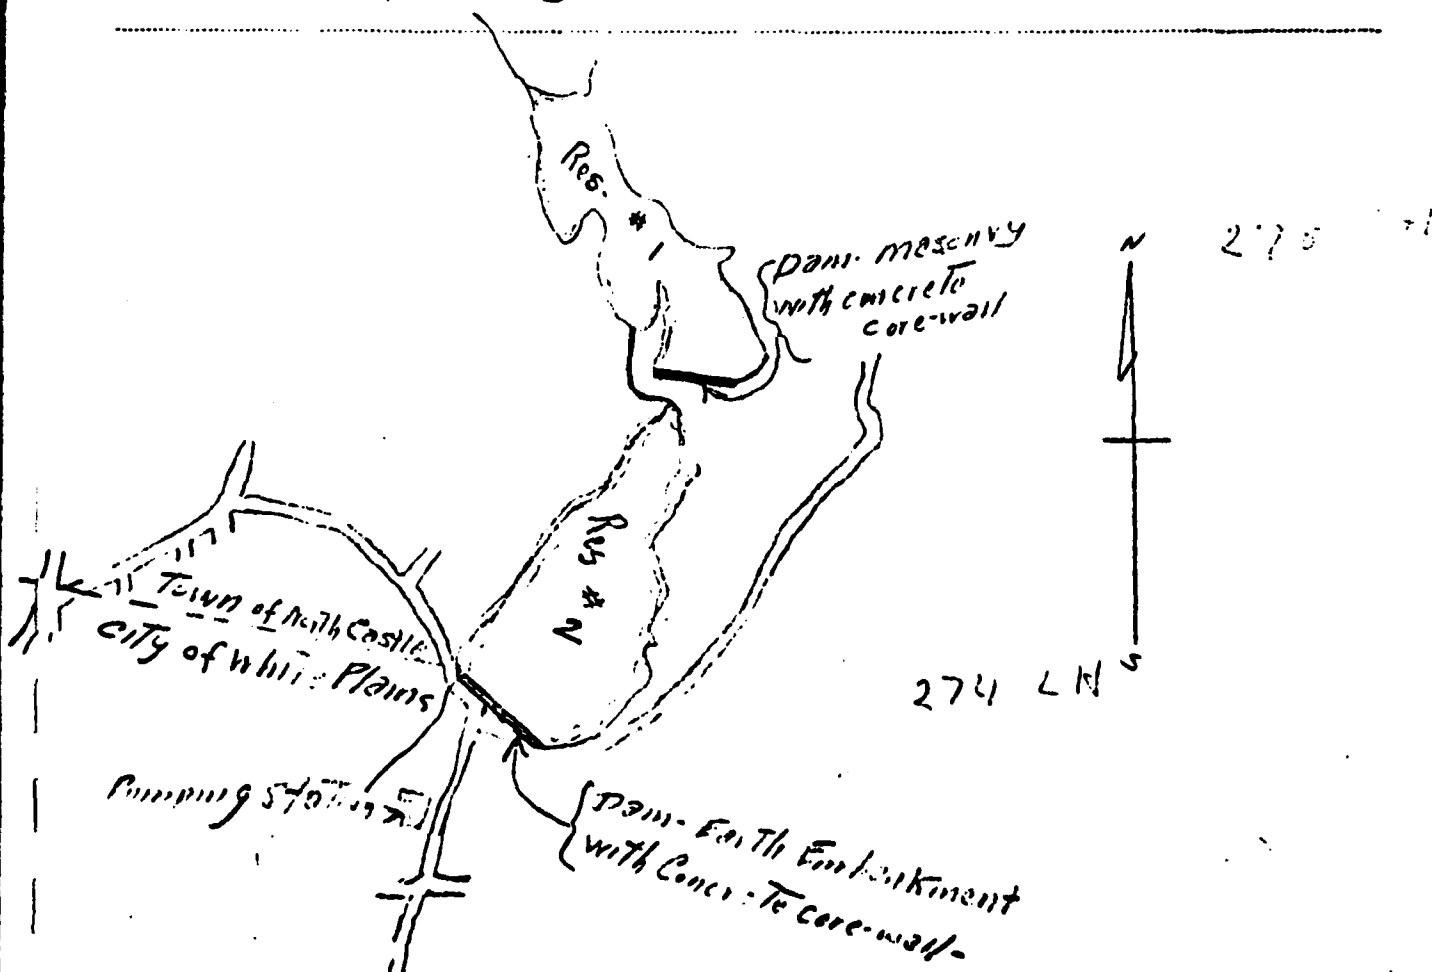 Res.
# 1
Dam- masonry
with concrete
core-wall
N
Res # 2
Town of North Castle
City of White Plains
S
274 LN
Pumping Station
Dam- Earth Embankment
with Concrete core-wall-